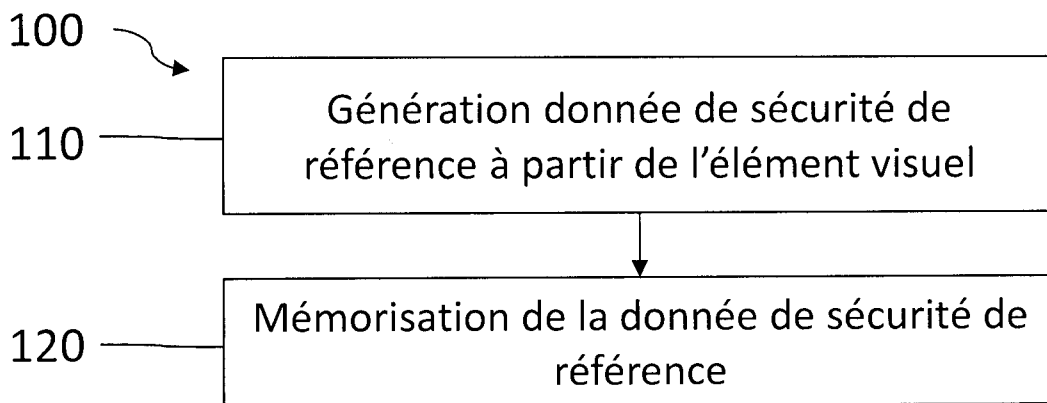 100
110
Génération donnée de sécurité de
référence à partir de l'élément visuel
120
Mémorisation de la donnée de sécurité de
référence